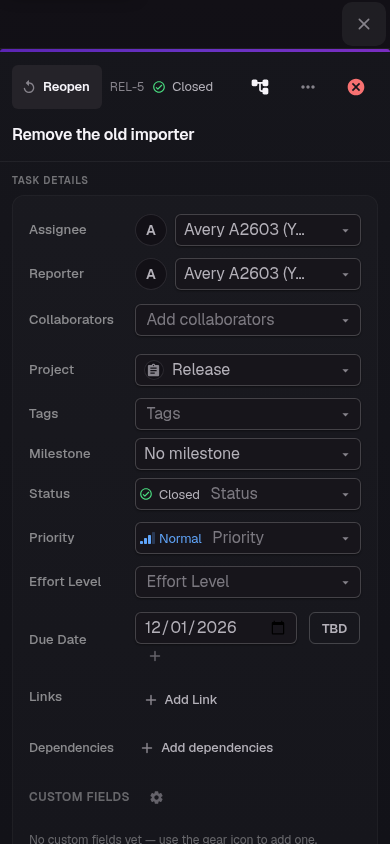 Reopen REL-5 Closed
Remove the old importer
TASK DETAILS
Assignee A Avery A2603 (Y...
Reporter A Avery A2603 (Y...
Collaborators Add collaborators
Project Release
Tags Tags
Milestone No milestone
Status Closed Status
Priority Normal Priority
Effort Level Effort Level
Due Date 12/01/2026 TBD
Links Add Link
Dependencies Add dependencies
CUSTOM FIELDS
No custom fields yet — use the gear icon to add one.